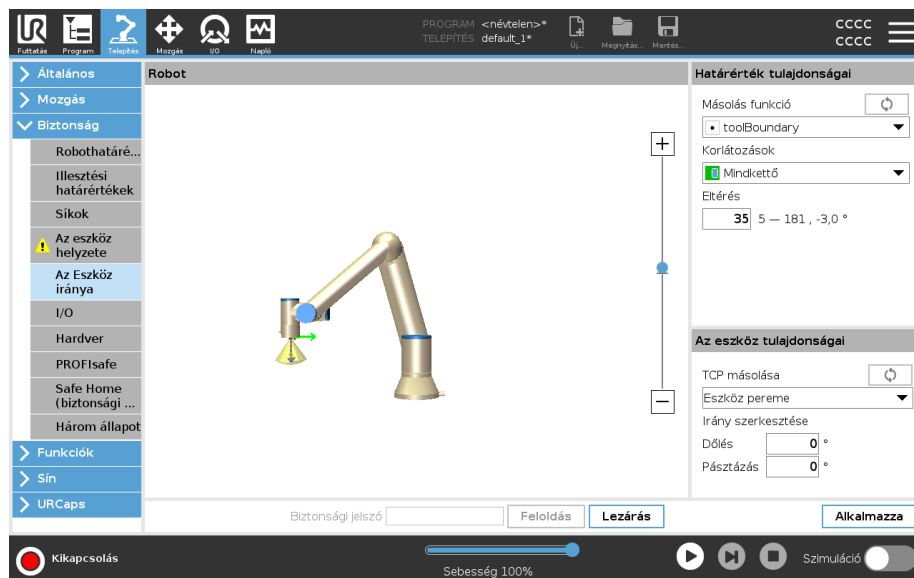 Futtatás
Program
Telepítés
Mozgás
I/O
Napló
PROGRAM <névtelen>*
TELEPÍTÉS default_1*
Új...
Megnyitás...
Mentés...
CCCC
CCCC
Általános
Mozgás
Biztonság
Robothatáré...
Illesztési
határértékek
Síkok
Az eszköz
helyzete
Az Eszköz
iránya
I/O
Hardver
PROFIsafe
Safe Home
(biztonsági ...
Három állapot
Funkciók
Sín
URCaps
Robot
+
−
Biztonsági jelszó
Feloldás
Lezárás
Határérték tulajdonságai
Másolás funkció
toolBoundary
Korlátozások
Mindkettő
Eltérés
35 5 — 181 , -3,0 °
Az eszköz tulajdonságai
TCP másolása
Eszköz pereme
Irány szerkesztése
Dőlés 0 °
Pásztázás 0 °
Alkalmazza
Kikapcsolás
Sebesség 100%
Szimuláció